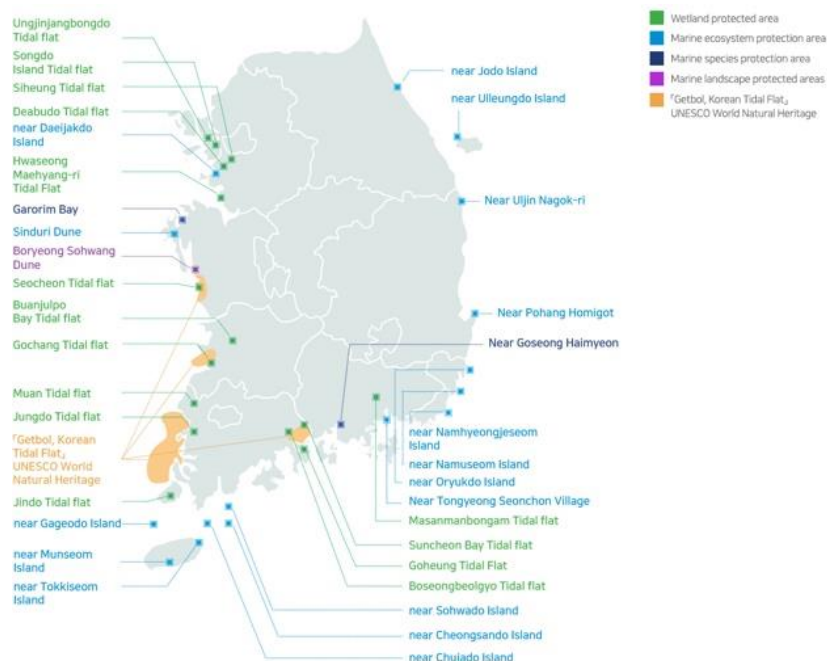 Ungjinjangbongdo
Tidal flat
Songdo
Island Tidal flat
Siheung Tidal flat
Deabudo Tidal flat
near Daeijakdo
Island
Hwaseong
Maehyang-ri
Tidal Flat
Garorim Bay
Sinduri Dune
Boryeong Sohwang
Dune
Seocheon Tidal flat
Buanjulpo
Bay Tidal flat
Gochang Tidal flat
Muan Tidal flat
Jungdo Tidal flat
「Getbol, Korean
Tidal Flat」
UNESCO World
Natural Heritage
Jindo Tidal flat
near Gageodo Island
near Munseom
Island
near Tokkiseom
Island
near Jodo Island
near Ulleungdo Island
Near Uljin Nagok-ri
Near Pohang Homigot
Near Goseong Haimyeon
near Namhyeongjeseom
Island
near Namuseom Island
near Oryukdo Island
Near Tongyeong Seonchon Village
Masanmanbongam Tidal flat
Suncheon Bay Tidal flat
Goheung Tidal Flat
Boseongbeolgyo Tidal flat
near Sohwado Island
near Cheongsando Island
near Chujado Island
Wetland protected area
Marine ecosystem protection area
Marine species protection area
Marine landscape protected areas
「Getbol, Korean Tidal Flat」
UNESCO World Natural Heritage